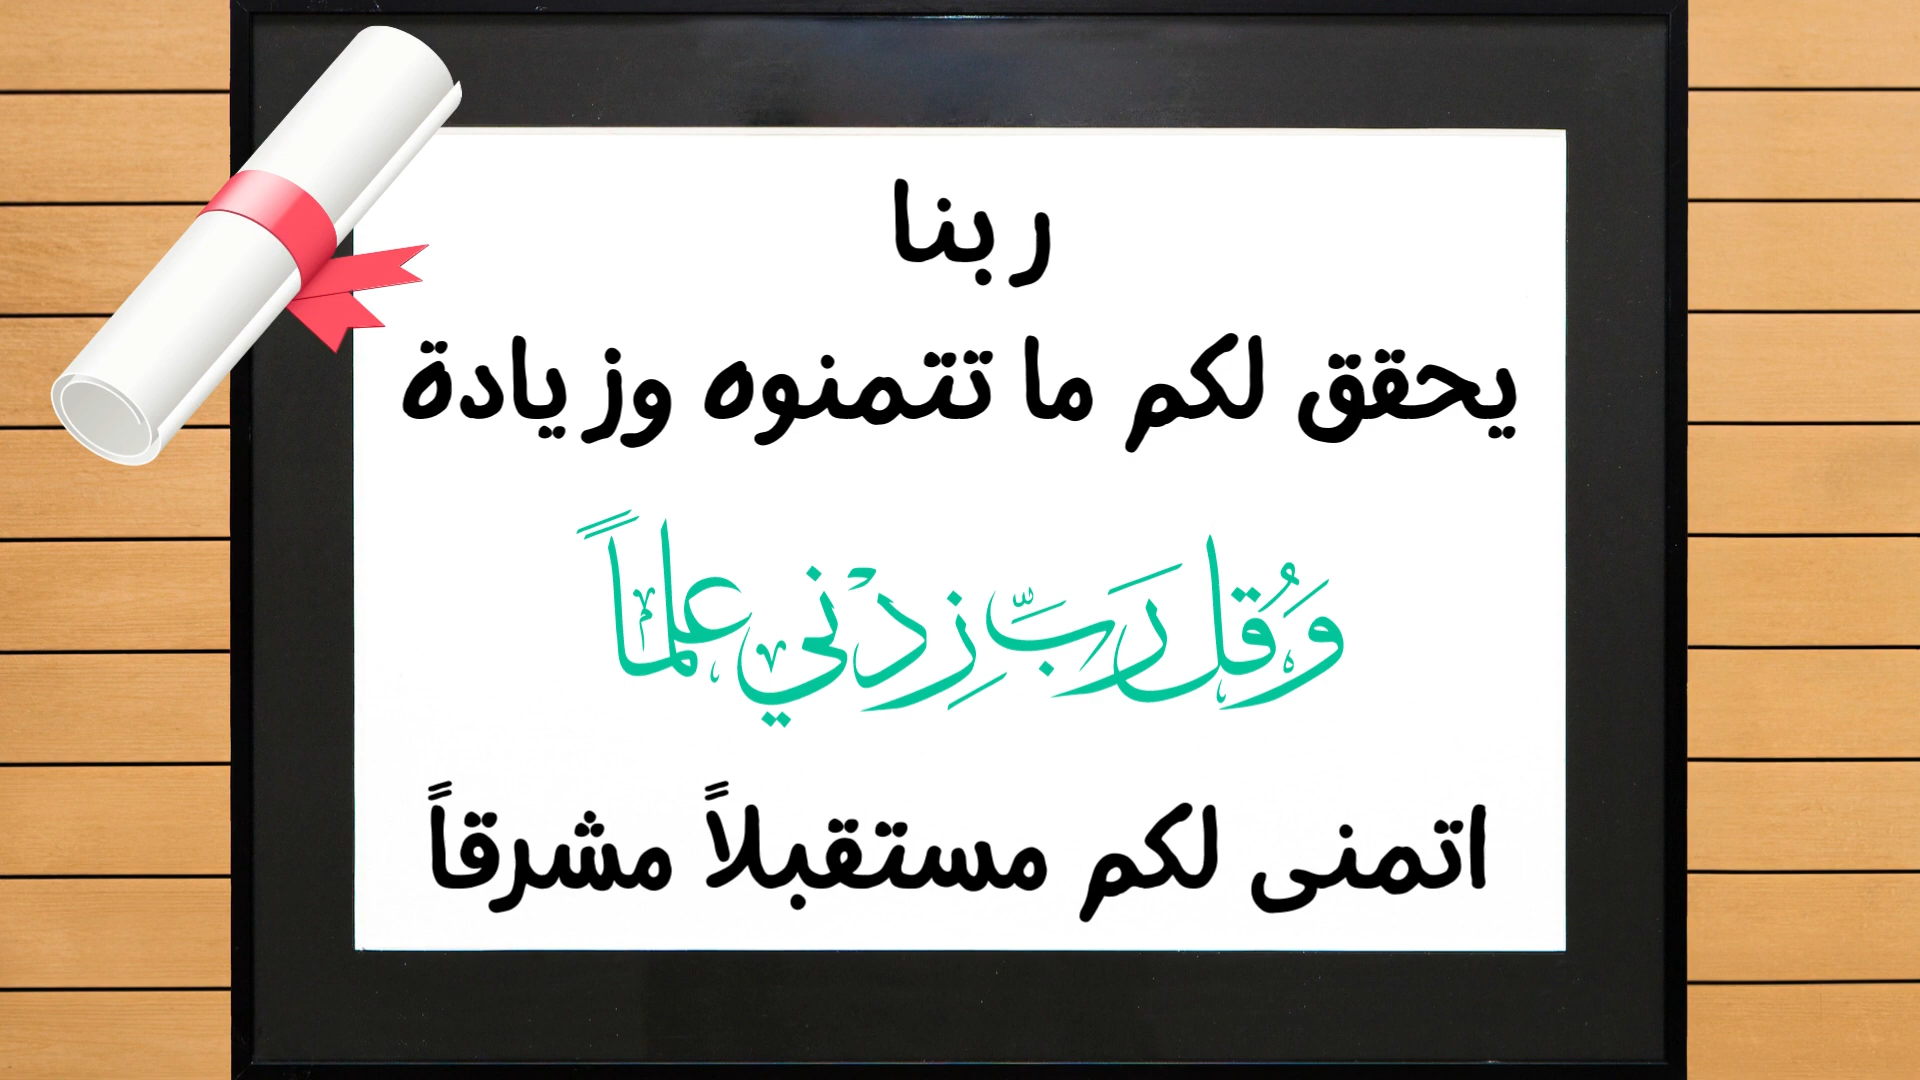 ربنا
يحقق لكم ما تتمنوه وزيادة
وَقُل رَبِّ زِدْنِي عِلْماً
اتمنى لكم مستقبلاً مشرقاً